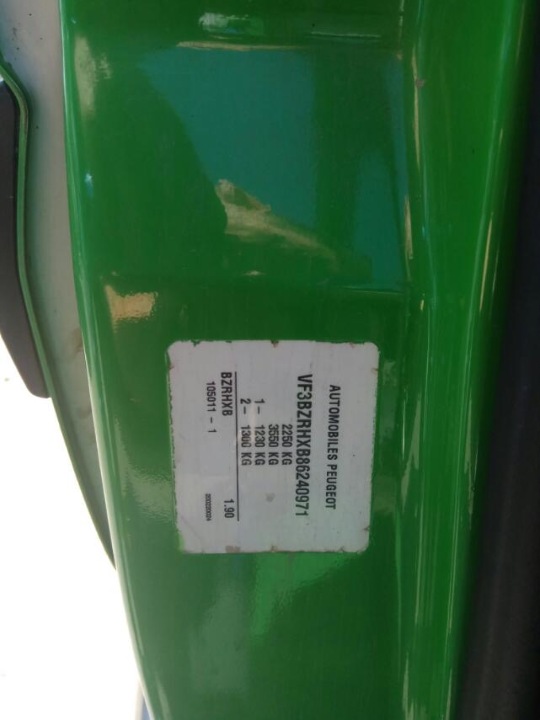 AUTOMOBILES PEUGEOT
VF3BZRHXB86240971
2250 KG
3550 KG
1- 1230 KG
2- 1300 KG
BZRHXB 1.90
105011 - 1